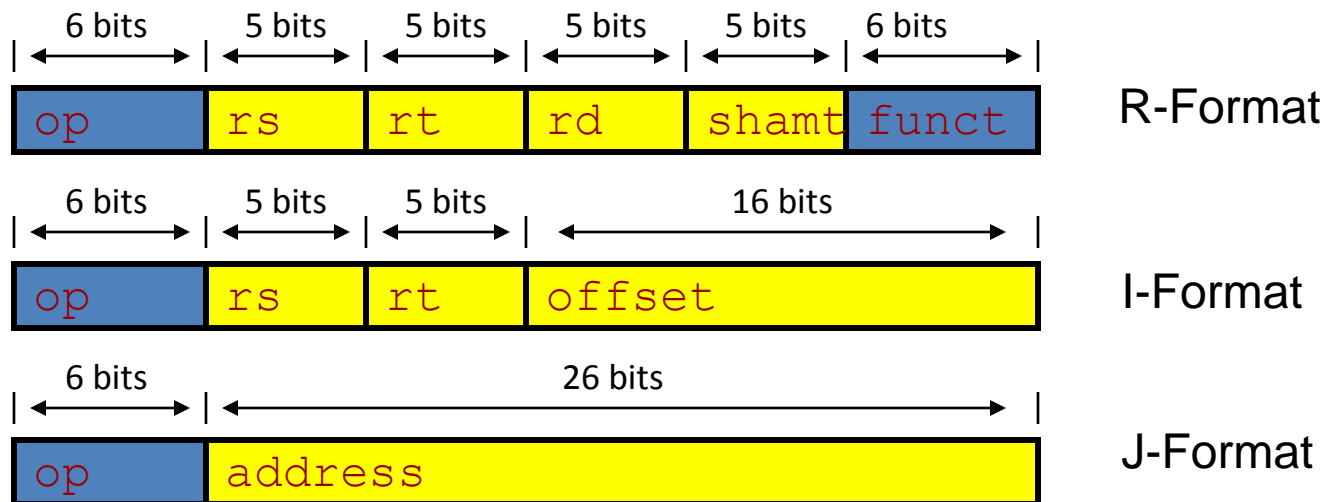 6 bits 5 bits 5 bits 5 bits 5 bits 6 bits
op rs rt rd shamt funct R-Format
6 bits 5 bits 5 bits 16 bits
op rs rt offset I-Format
6 bits 26 bits
op address J-Format